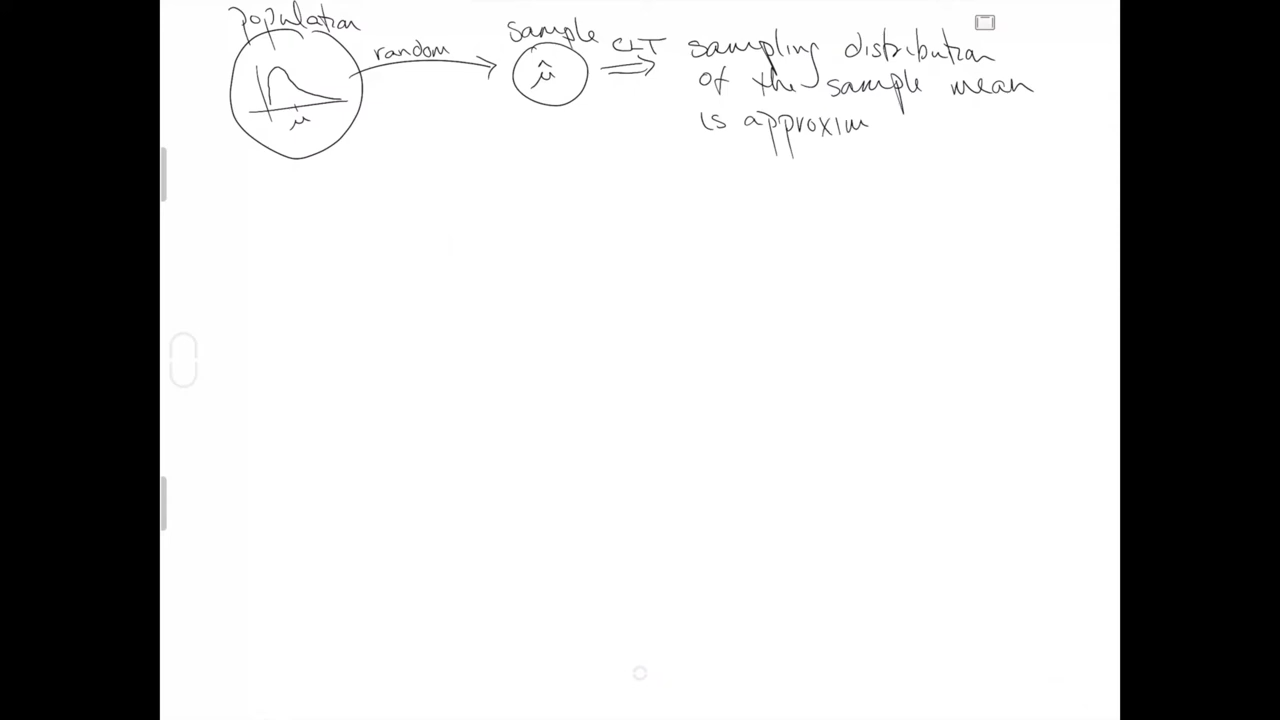 population
random
sample
CLT
sampling distribution
of the sample mean
is approxim
μ
μ̂